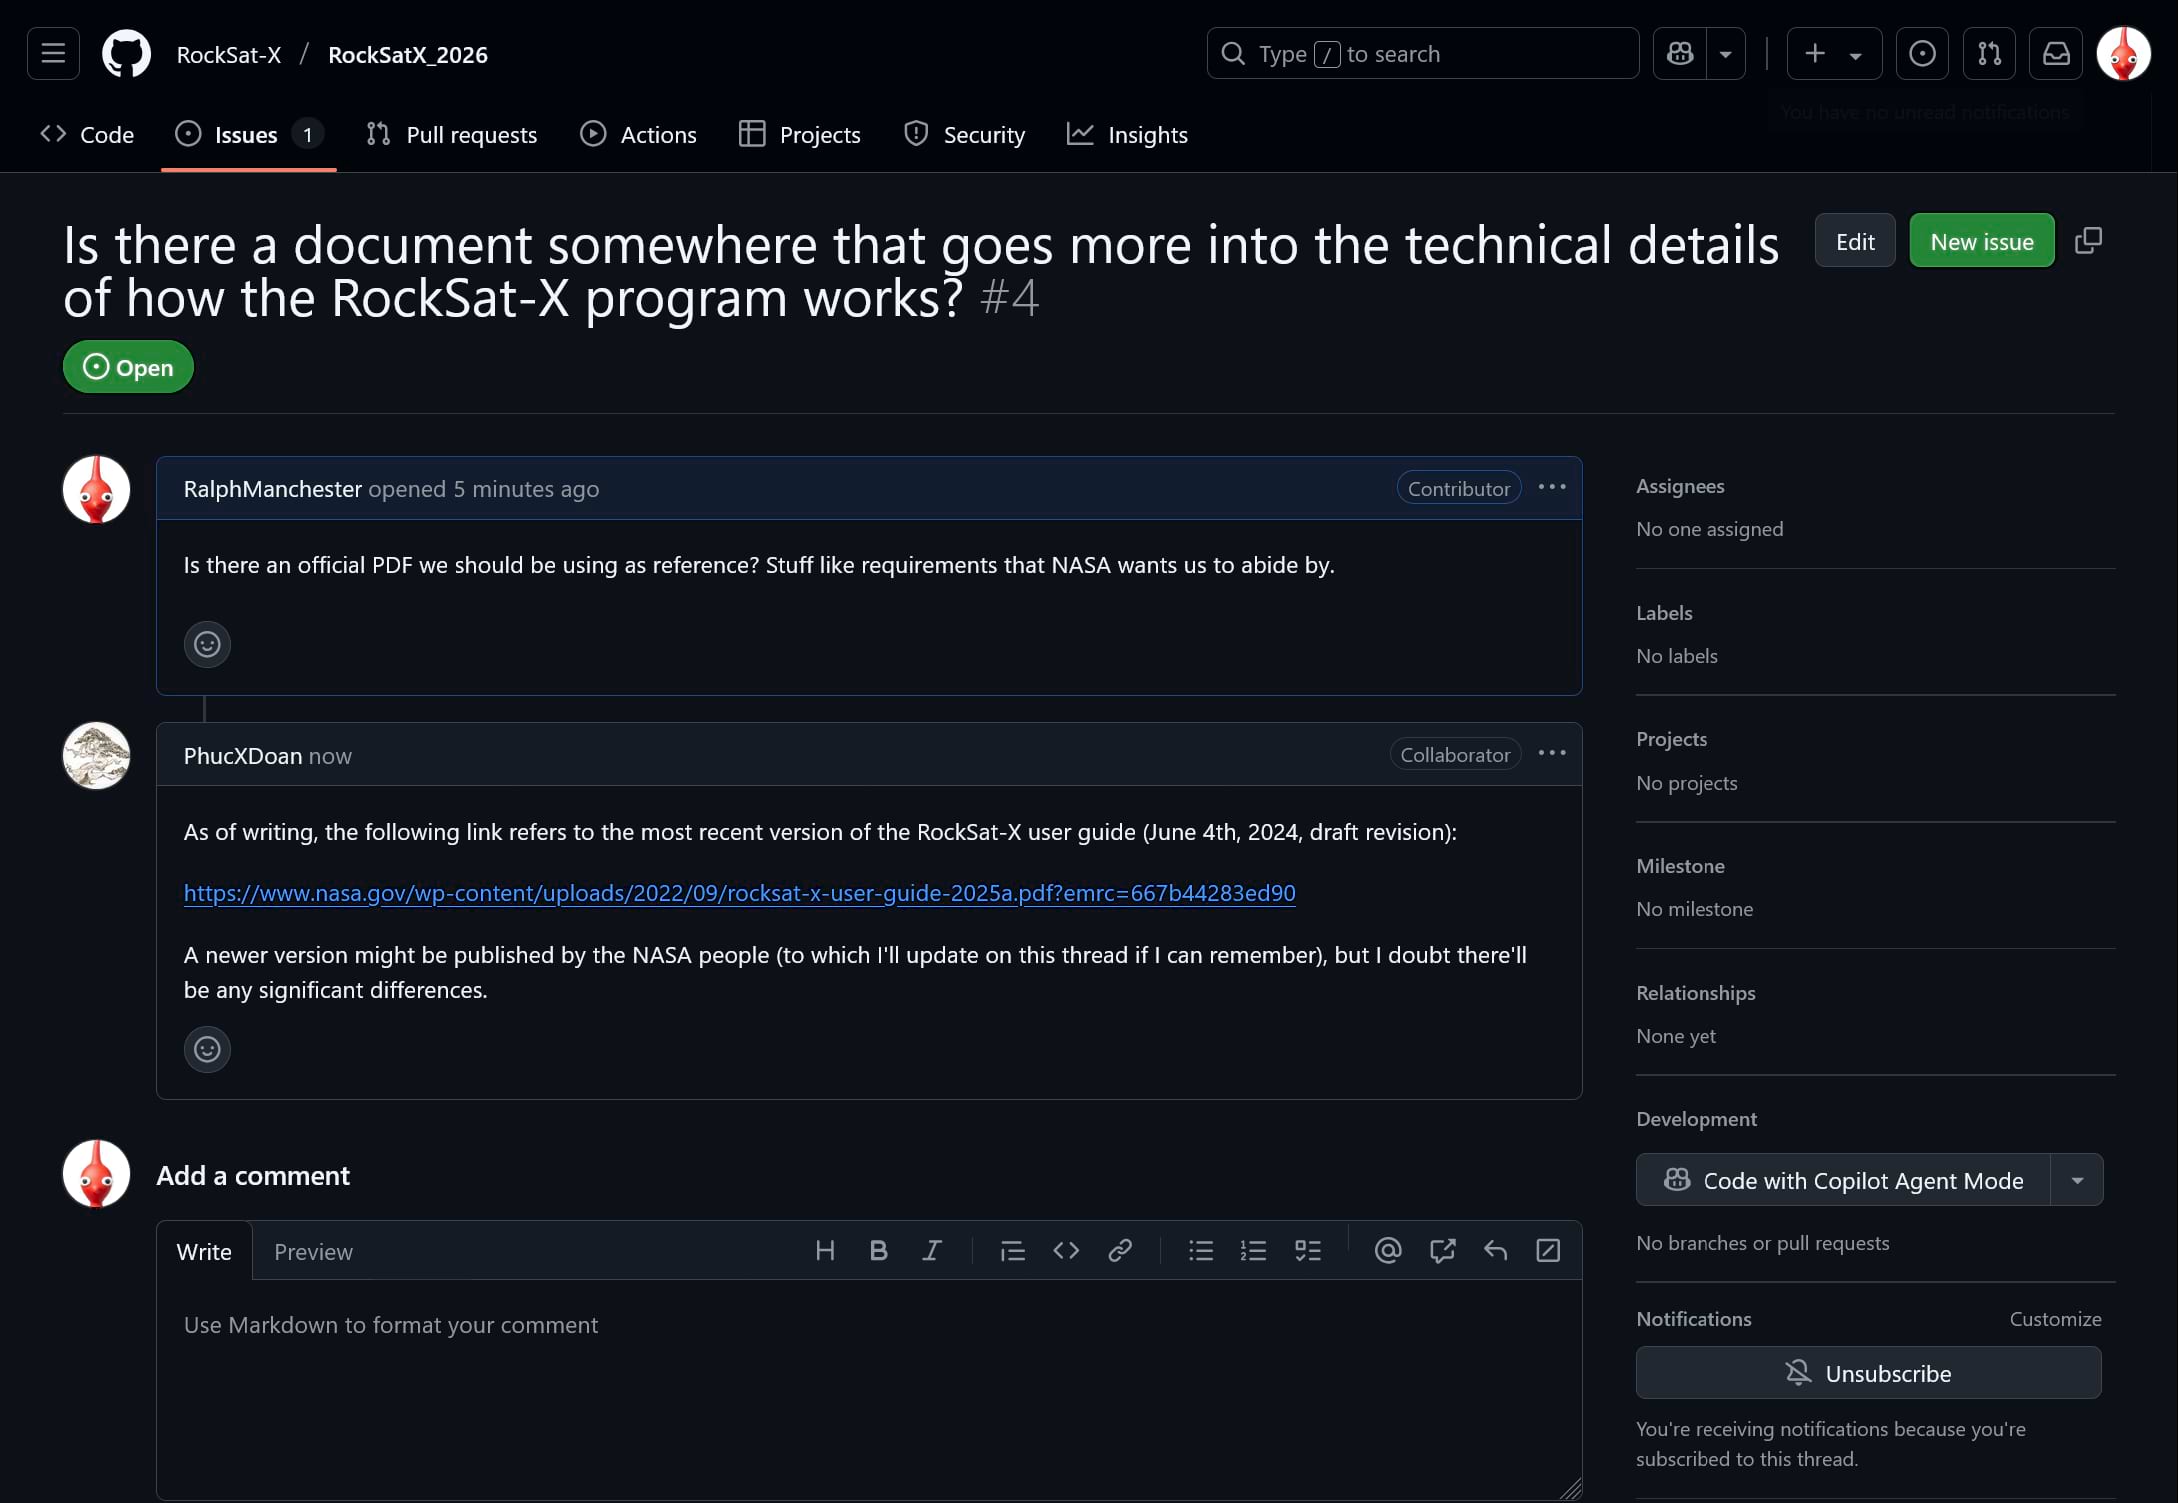 RockSat-X / RockSatX_2026
Type / to search
You have no unread notifications
Code
Issues 1
Pull requests
Actions
Projects
Security
Insights
Is there a document somewhere that goes more into the technical details
of how the RockSat-X program works? #4
Edit
New issue
Open
RalphManchester opened 5 minutes ago
Contributor
Is there an official PDF we should be using as reference? Stuff like requirements that NASA wants us to abide by.
PhucXDoan now
Collaborator
As of writing, the following link refers to the most recent version of the RockSat-X user guide (June 4th, 2024, draft revision):
https://www.nasa.gov/wp-content/uploads/2022/09/rocksat-x-user-guide-2025a.pdf?emrc=667b44283ed90
A newer version might be published by the NASA people (to which I'll update on this thread if I can remember), but I doubt there'll
be any significant differences.
Add a comment
Write
Preview
Use Markdown to format your comment
Assignees
No one assigned
Labels
No labels
Projects
No projects
Milestone
No milestone
Relationships
None yet
Development
Code with Copilot Agent Mode
No branches or pull requests
Notifications
Customize
Unsubscribe
You're receiving notifications because you're
subscribed to this thread.